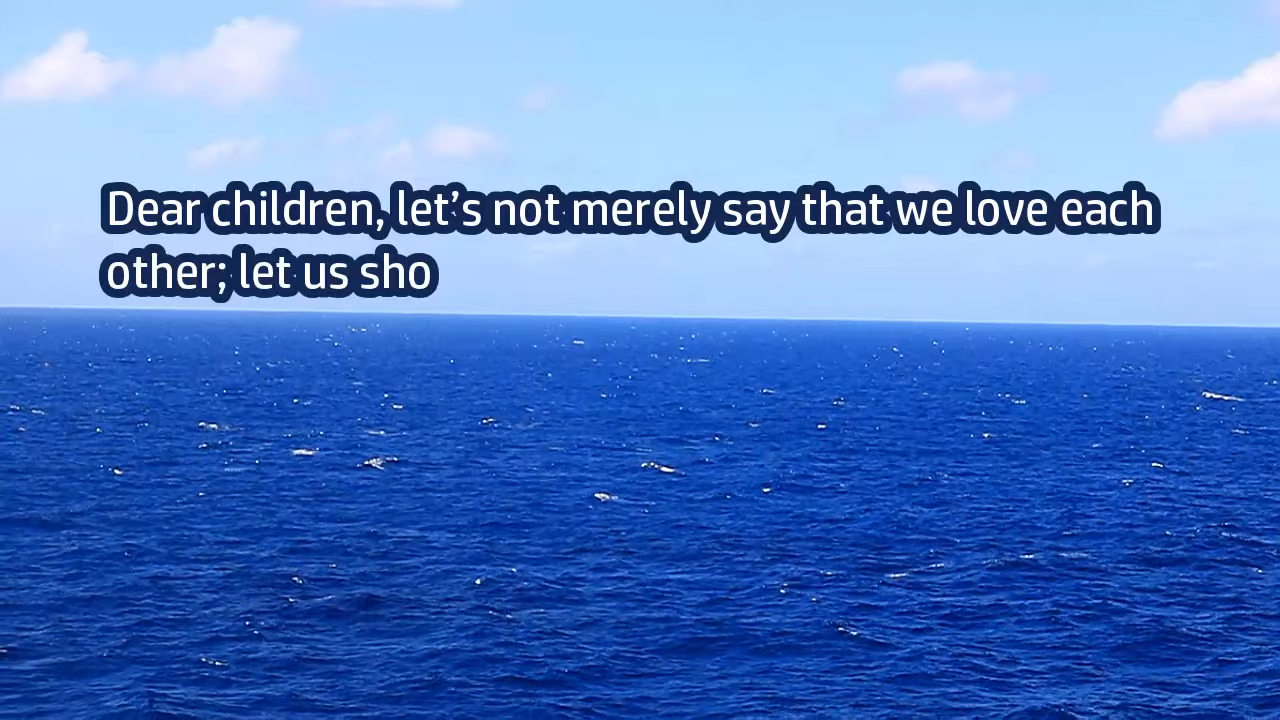 Dear children, let’s not merely say that we love each
other; let us sho